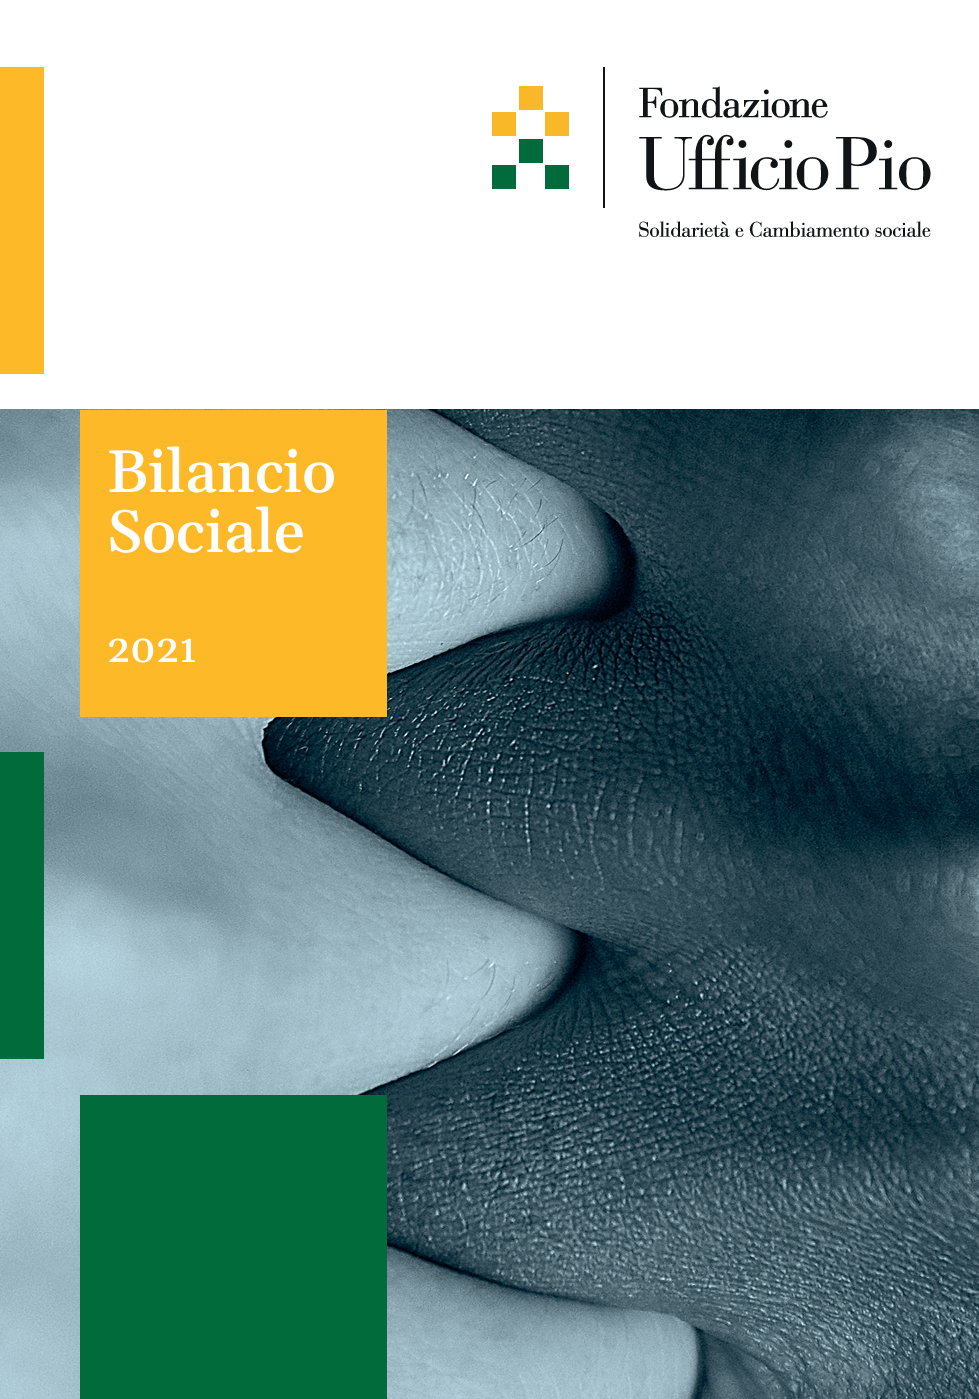 Fondazione
Ufficio Pio
Solidarietà e Cambiamento sociale
Bilancio
Sociale
2021